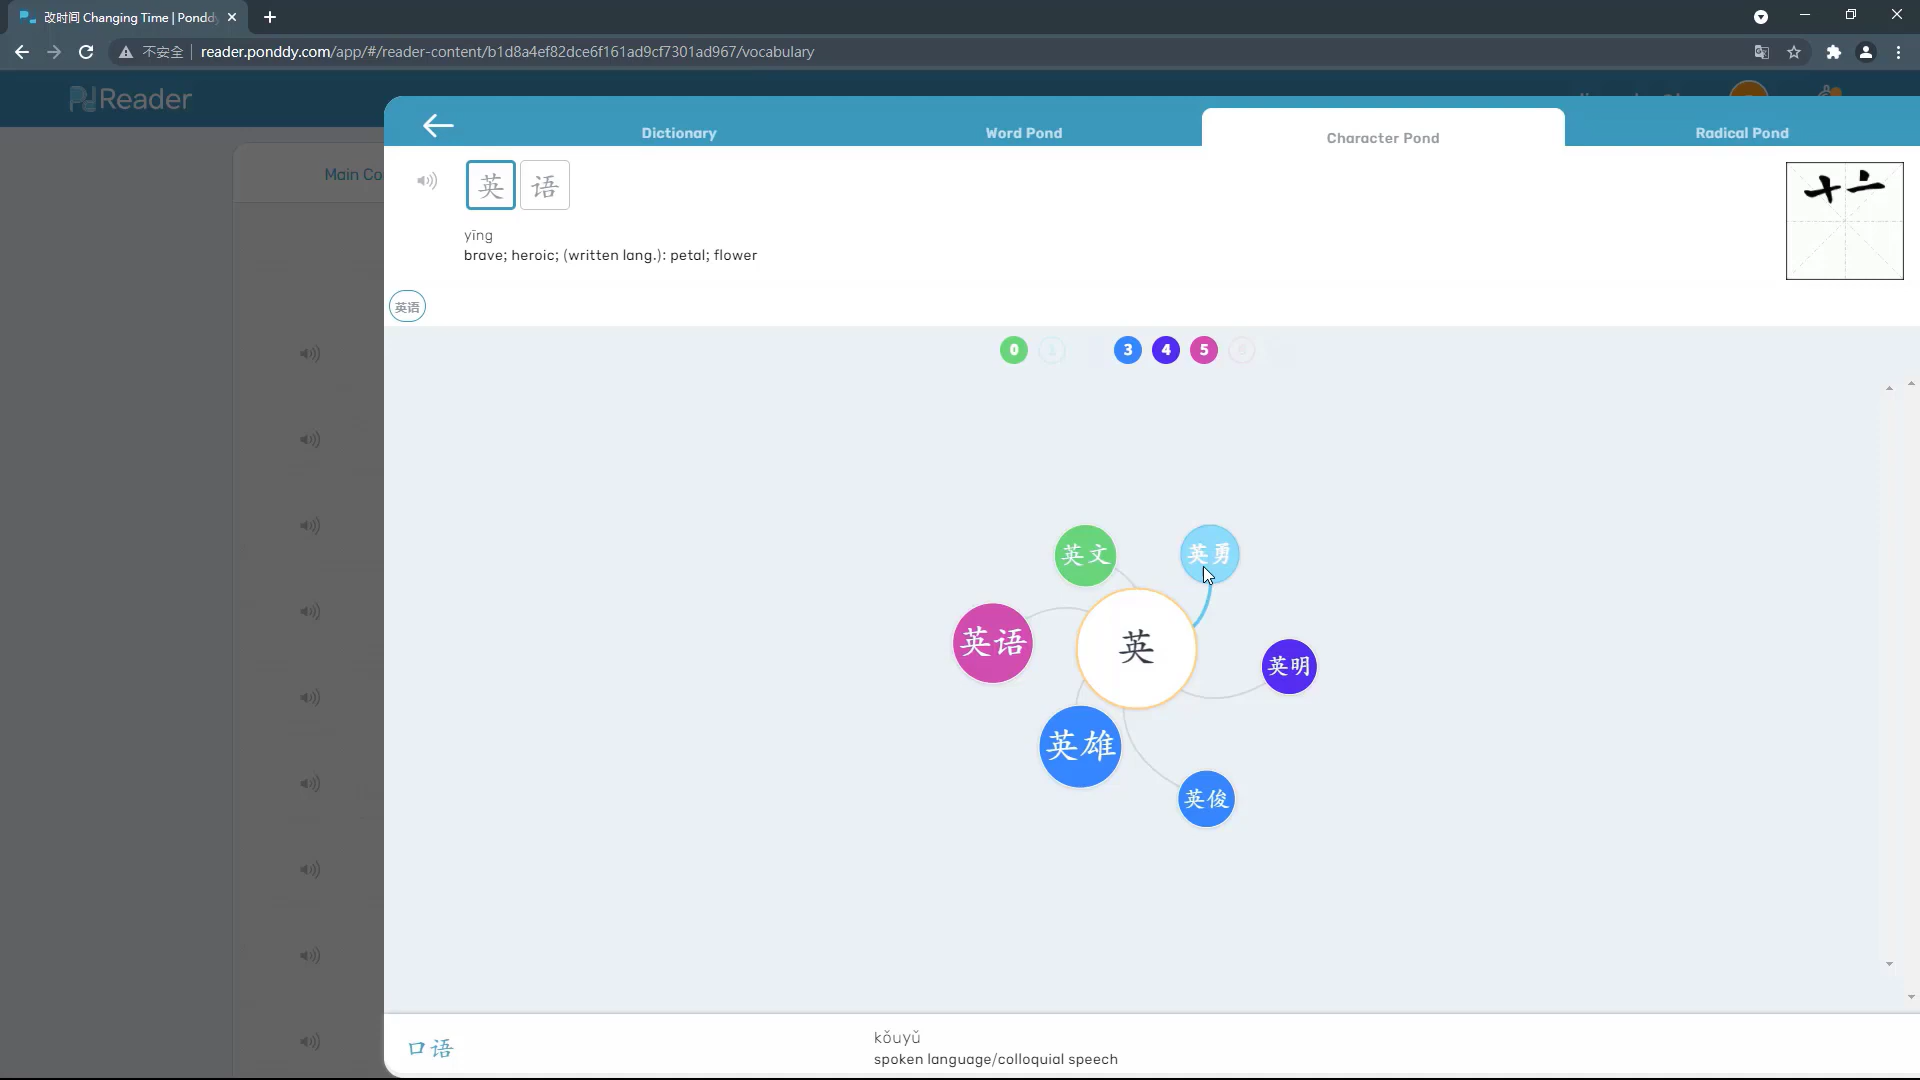 改时间 Changing Time | Pondd
不安全
reader.ponddy.com/app/#/reader-content/b1d8a4ef82dce6f161ad9cf7301ad967/vocabulary
Reader
Main Co
Dictionary
Word Pond
Character Pond
Radical Pond
英 语
yīng
brave; heroic; (written lang.): petal; flower
英语
0 3 4 5
英文
英勇
英语
英
英明
英雄
英俊
口语
kǒuyǔ
spoken language/colloquial speech